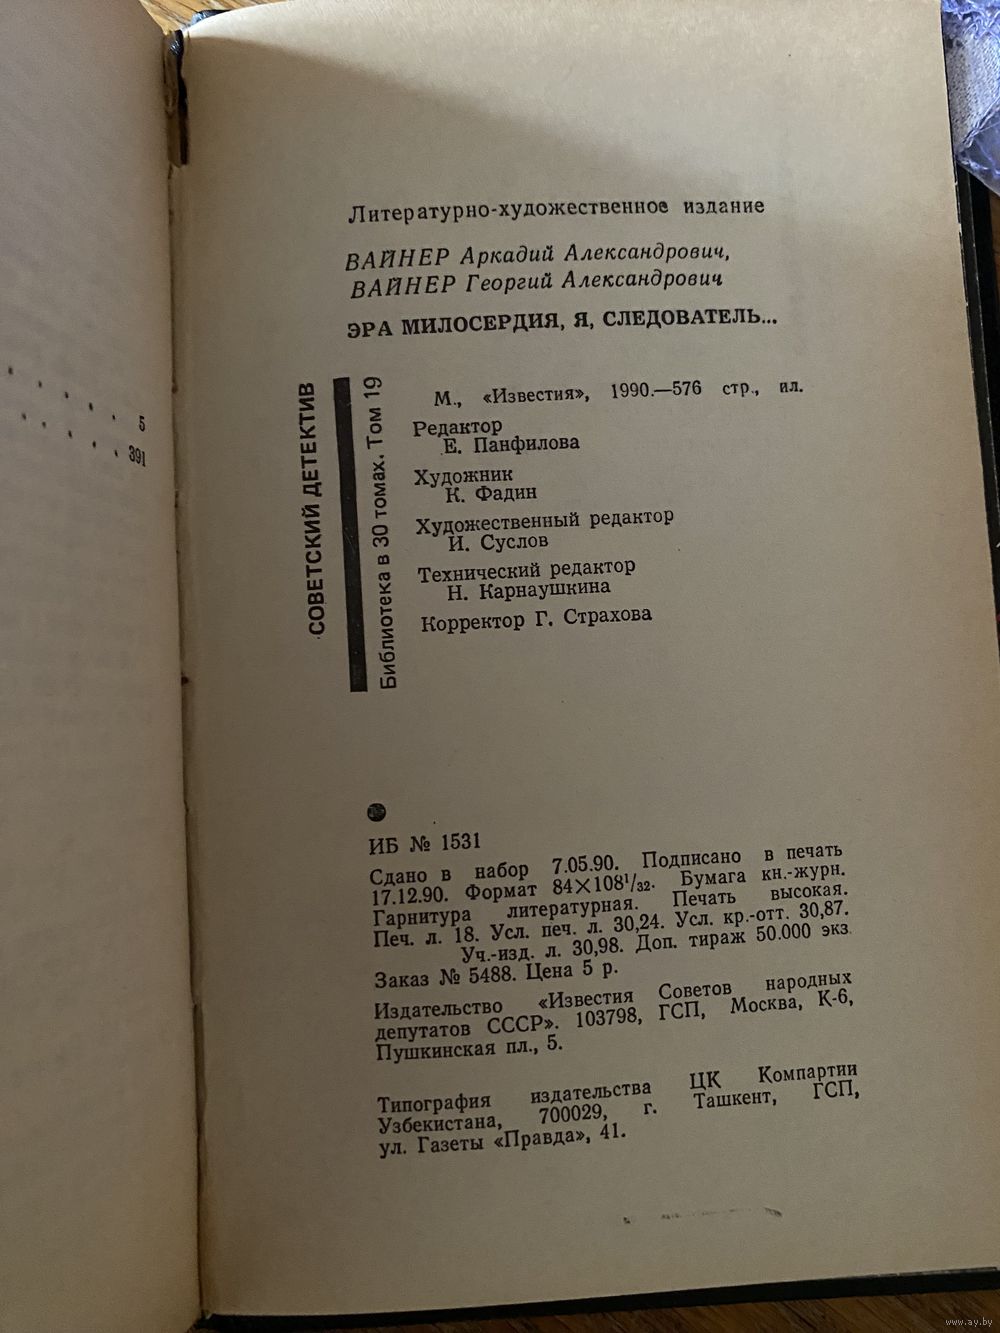 5
391
Литературно-художественное издание
ВАЙНЕР Аркадий Александрович,
ВАЙНЕР Георгий Александрович
ЭРА МИЛОСЕРДИЯ, Я, СЛЕДОВАТЕЛЬ...
СОВЕТСКИЙ ДЕТЕКТИВ
Библиотека в 30 томах. Том 19
М., «Известия», 1990.—576 стр., ил.
Редактор
Е. Панфилова
Художник
К. Фадин
Художественный редактор
И. Суслов
Технический редактор
Н. Карнаушкина
Корректор Г. Страхова
ИБ № 1531
Сдано в набор 7.05.90. Подписано в печать
17.12.90. Формат 84×108¹/₃₂. Бумага кн.-журн.
Гарнитура литературная. Печать высокая.
Печ. л. 18. Усл. печ. л. 30,24. Усл. кр.-отт. 30,87.
Уч.-изд. л. 30,98. Доп. тираж 50.000 экз.
Заказ № 5488. Цена 5 р.
Издательство «Известия Советов народных
депутатов СССР». 103798, ГСП, Москва, К-6,
Пушкинская пл., 5.
Типография издательства ЦК Компартии
Узбекистана, 700029, г. Ташкент, ГСП,
ул. Газеты «Правда», 41.
www.ay.by